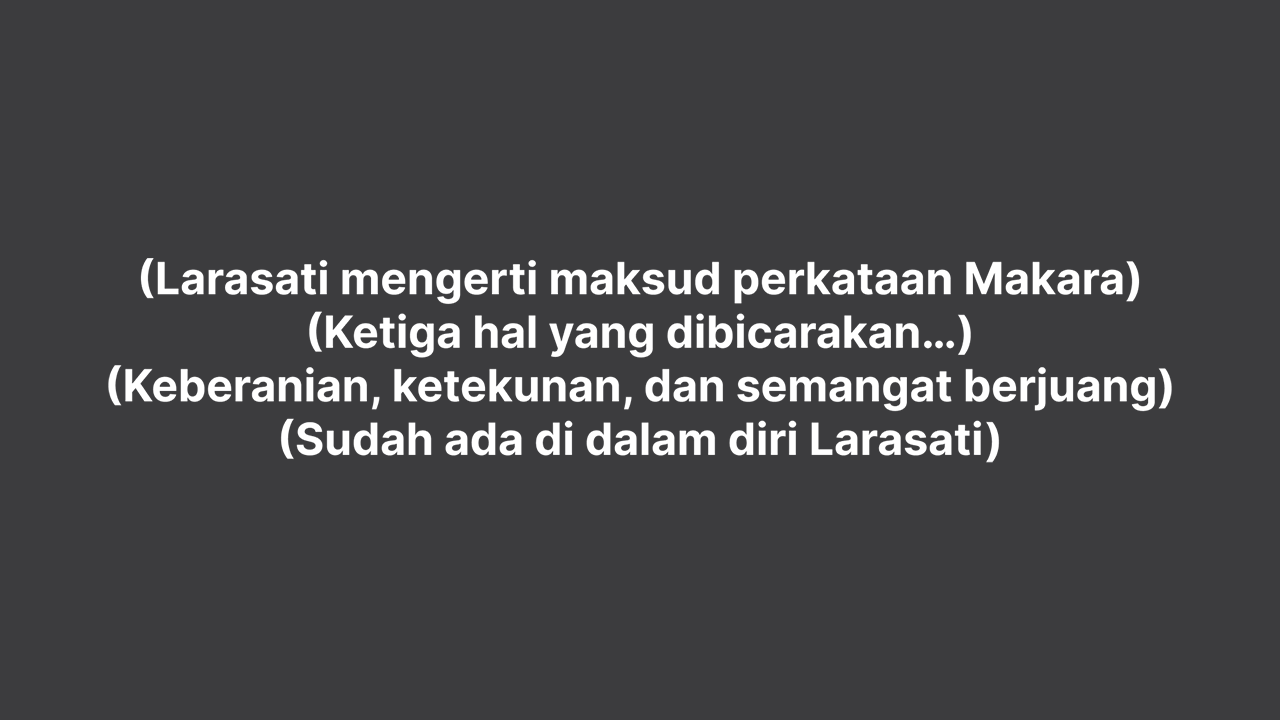 (Larasati mengerti maksud perkataan Makara)
(Ketiga hal yang dibicarakan...)
(Keberanian, ketekunan, dan semangat berjuang)
(Sudah ada di dalam diri Larasati)